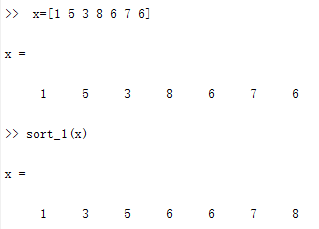 >> x=[1 5 3 8 6 7 6]
x =
1 5 3 8 6 7 6
>> sort_1(x)
x =
1 3 5 6 6 7 8